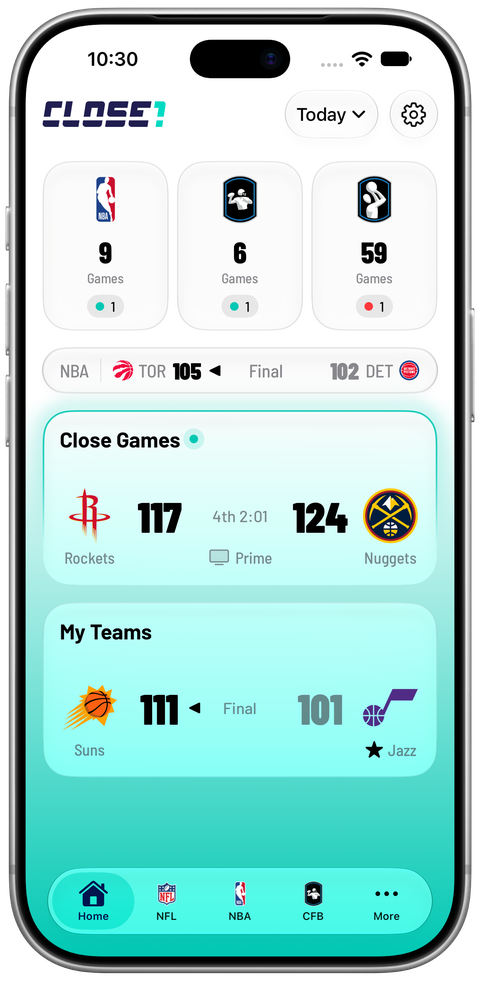 10:30
CLOSE?
Today
NBA
9
Games
1
6
Games
1
59
Games
1
NBA TOR 105 Final 102 DET
Close Games
117 4th 2:01 124
Rockets Prime Nuggets
My Teams
111 Final 101
Suns Jazz
Home NFL NBA CFB More